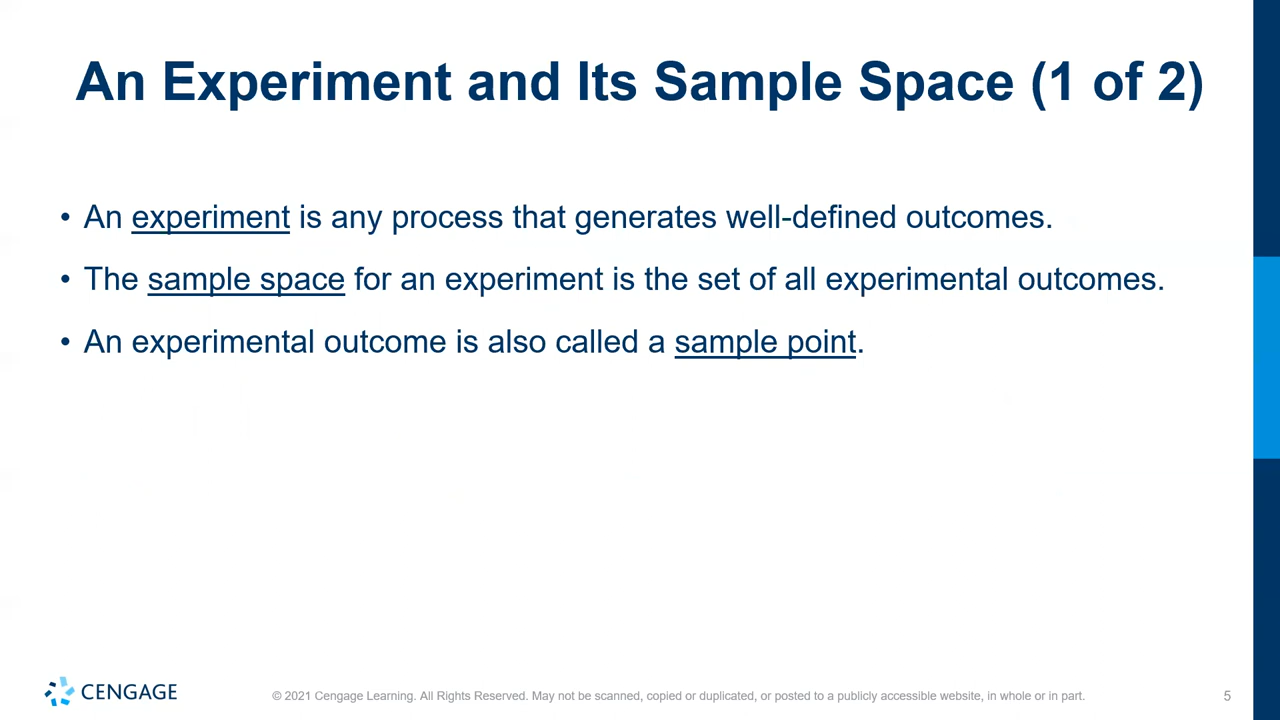 An Experiment and Its Sample Space (1 of 2)
• An experiment is any process that generates well-defined outcomes.
• The sample space for an experiment is the set of all experimental outcomes.
• An experimental outcome is also called a sample point.
CENGAGE
© 2021 Cengage Learning. All Rights Reserved. May not be scanned, copied or duplicated, or posted to a publicly accessible website, in whole or in part.
5